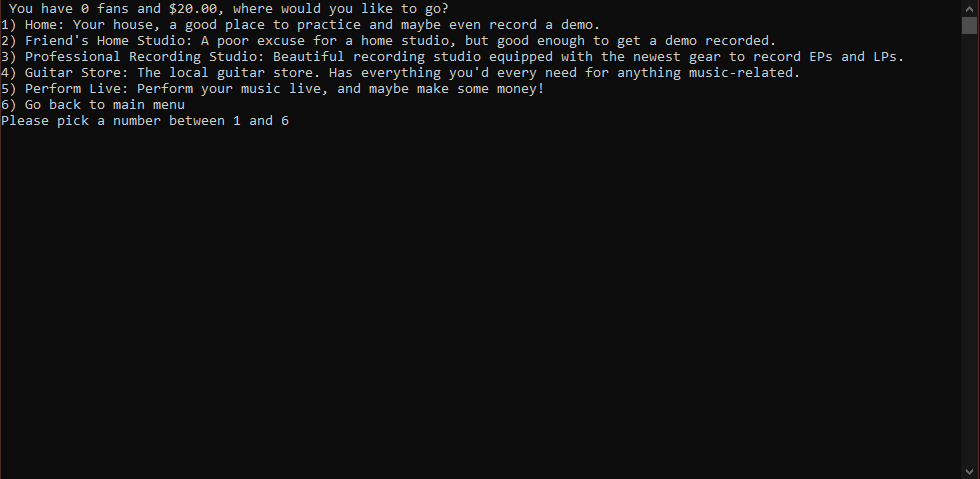 You have 0 fans and $20.00, where would you like to go?
1) Home: Your house, a good place to practice and maybe even record a demo.
2) Friend's Home Studio: A poor excuse for a home studio, but good enough to get a demo recorded.
3) Professional Recording Studio: Beautiful recording studio equipped with the newest gear to record EPs and LPs.
4) Guitar Store: The local guitar store. Has everything you'd every need for anything music-related.
5) Perform Live: Perform your music live, and maybe make some money!
6) Go back to main menu
Please pick a number between 1 and 6